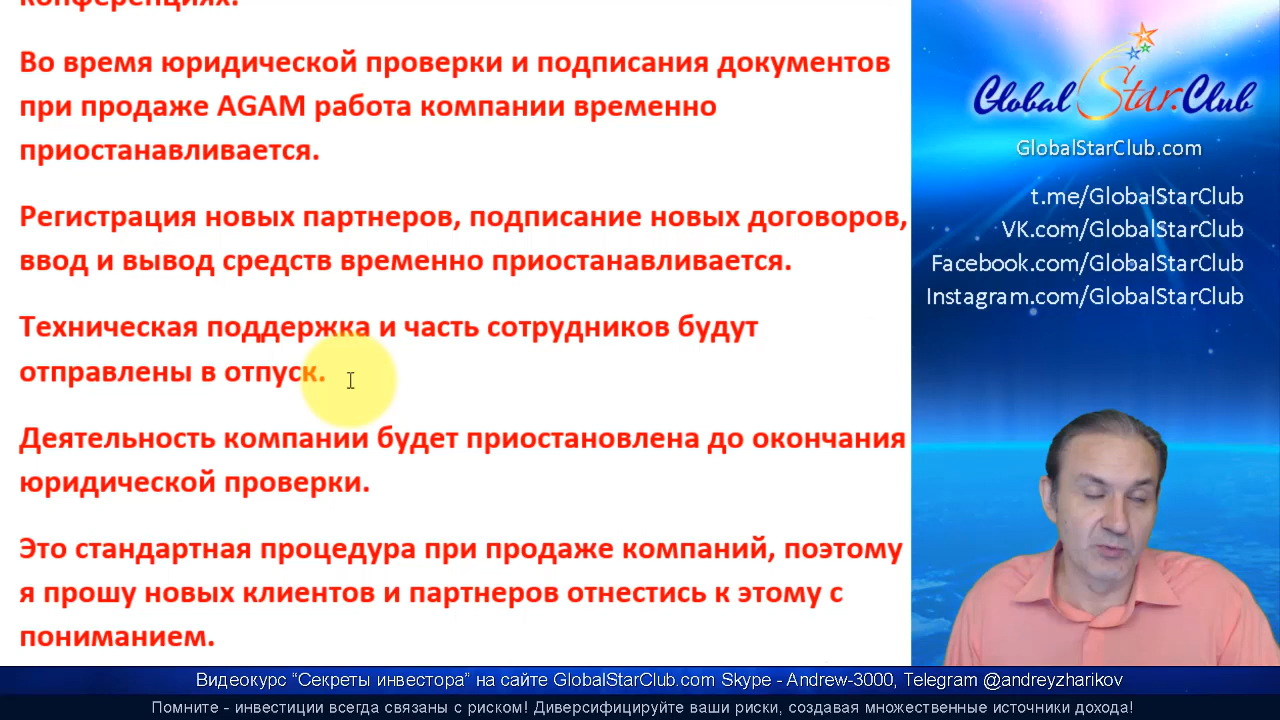 конференциях.
Во время юридической проверки и подписания документов
при продаже AGAM работа компании временно
приостанавливается.
Регистрация новых партнеров, подписание новых договоров,
ввод и вывод средств временно приостанавливается.
Техническая поддержка и часть сотрудников будут
отправлены в отпуск.
Деятельность компании будет приостановлена до окончания
юридической проверки.
Это стандартная процедура при продаже компаний, поэтому
я прошу новых клиентов и партнеров отнестись к этому с
пониманием.
Global Star.Club
GlobalStarClub.com
t.me/GlobalStarClub
VK.com/GlobalStarClub
Facebook.com/GlobalStarClub
Instagram.com/GlobalStarClub
Видеокурс “Секреты инвестора” на сайте GlobalStarClub.com Skype - Andrew-3000, Telegram @andreyzharikov
Помните - инвестиции всегда связаны с риском! Диверсифицируйте ваши риски, создавая множественные источники дохода!